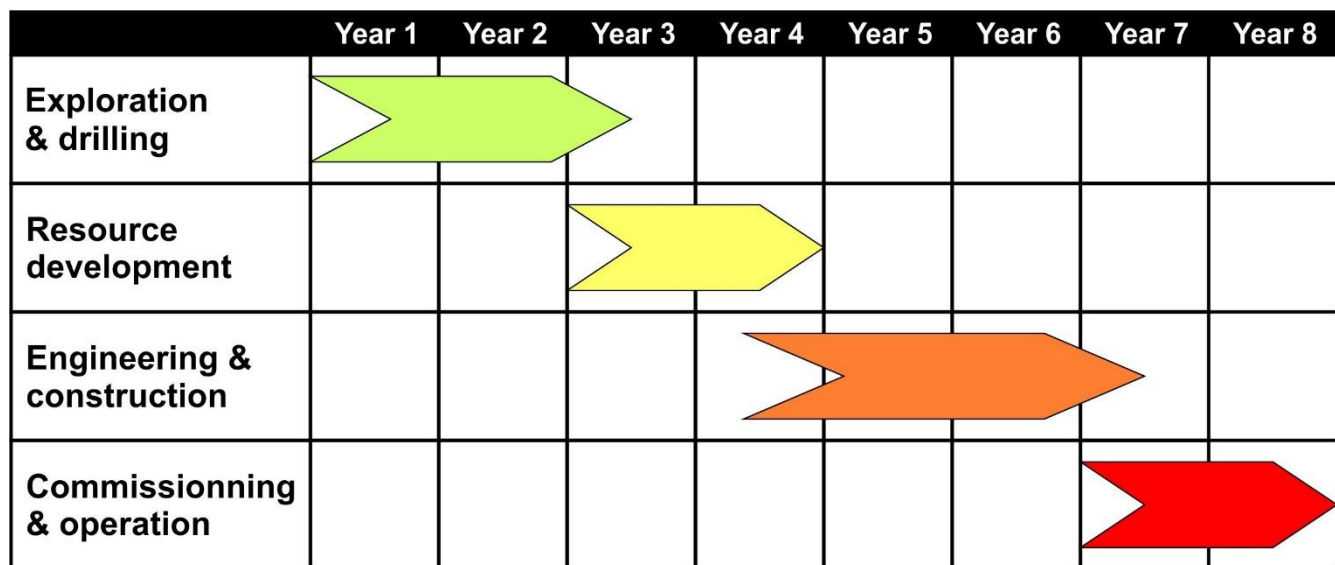 Year 1 Year 2 Year 3 Year 4 Year 5 Year 6 Year 7 Year 8
Exploration
& drilling
Resource
development
Engineering &
construction
Commissionning
& operation